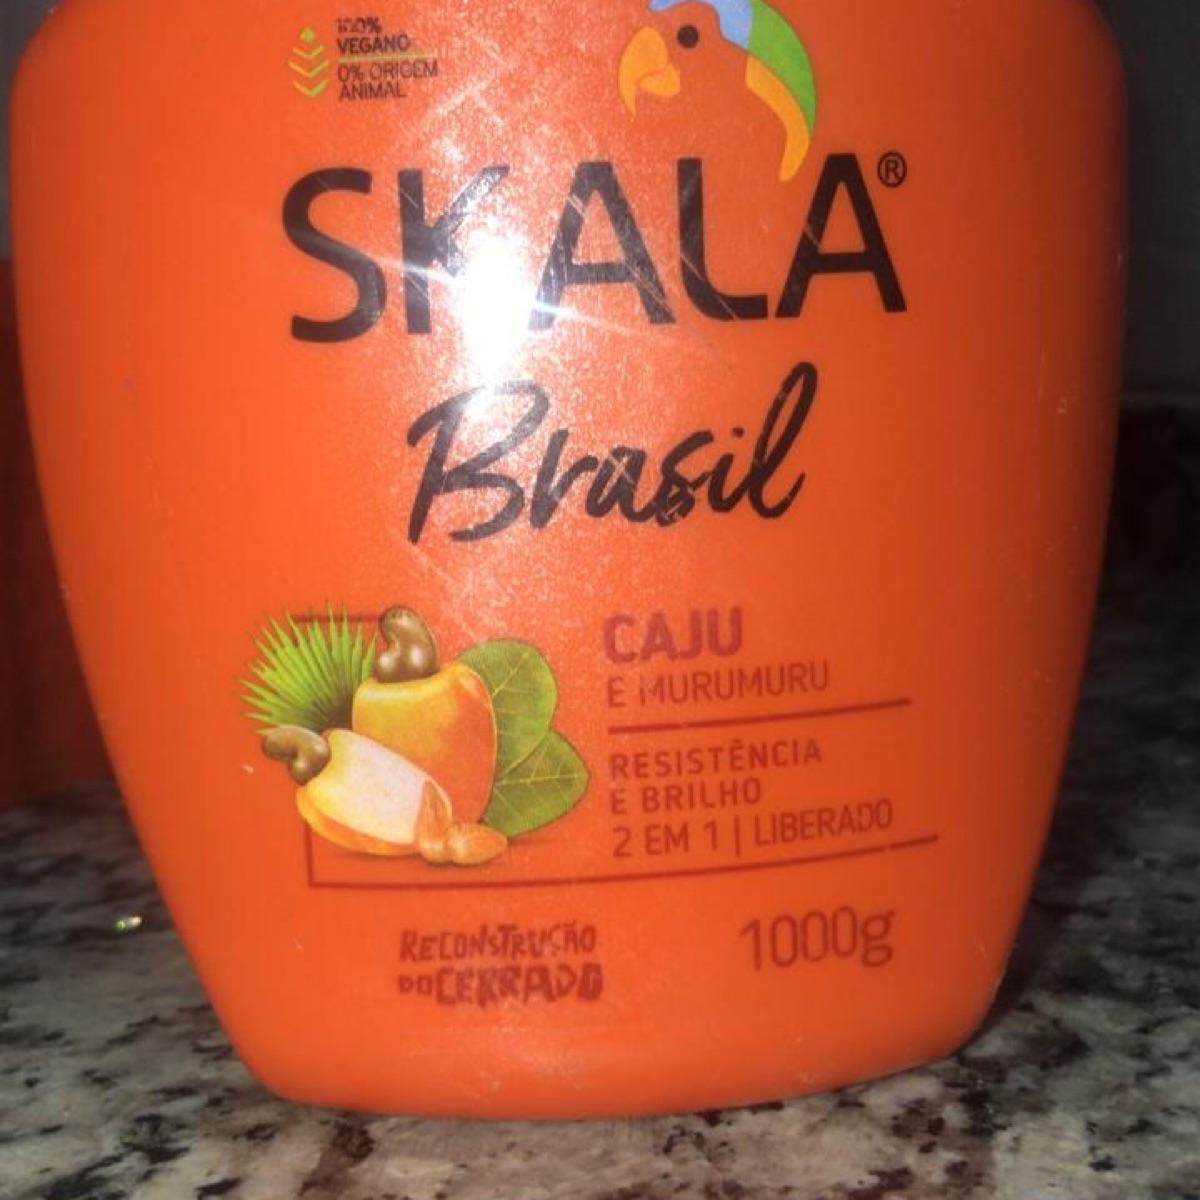 100%
VEGANO
0% ORIGEM
ANIMAL
SKALA®
Brasil
CAJU
E MURUMURU
RESISTÊNCIA
E BRILHO
2 EM 1 | LIBERADO
RECONSTRUÇÃO
DO CERRADO
1000g